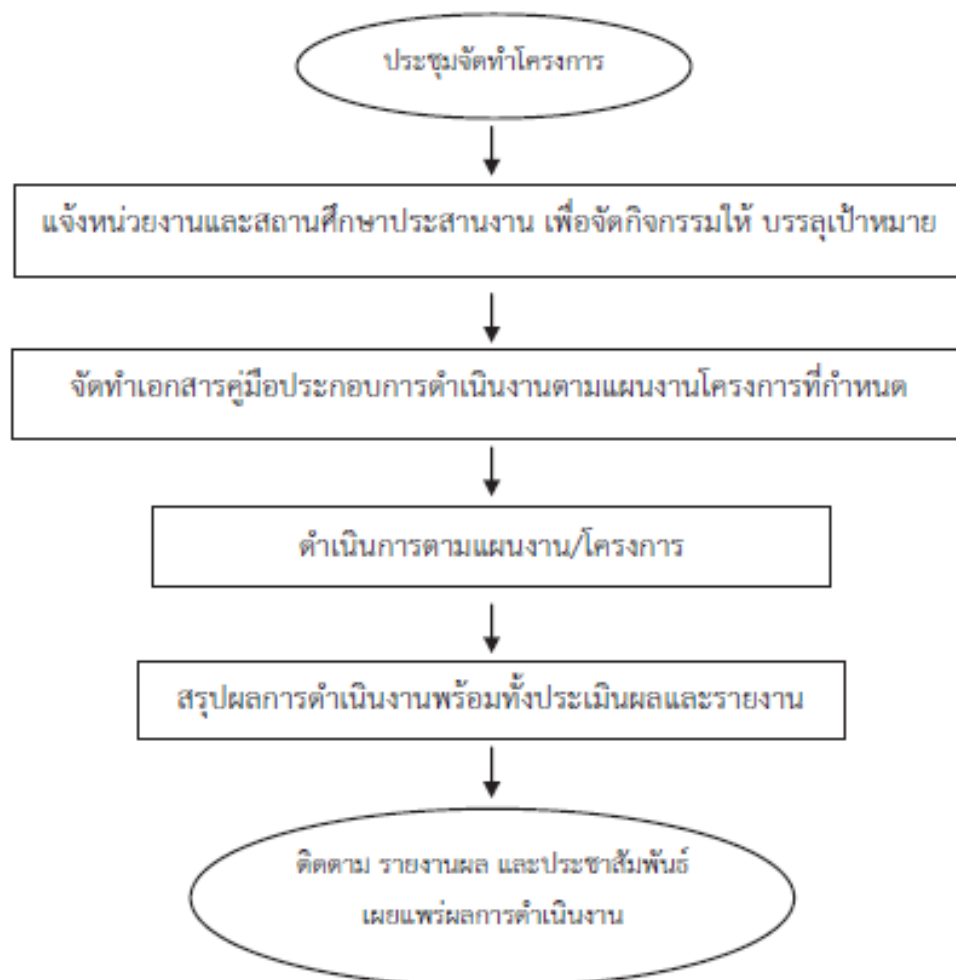 ประชุมจัดทำโครงการ
แจ้งหน่วยงานและสถานศึกษาประสานงาน เพื่อจัดกิจกรรมให้ บรรลุเป้าหมาย
จัดทำเอกสารคู่มือประกอบการดำเนินงานตามแผนงานโครงการที่กำหนด
ดำเนินการตามแผนงาน/โครงการ
สรุปผลการดำเนินงานพร้อมทั้งประเมินผลและรายงาน
ติดตาม รายงานผล และประชาสัมพันธ์
เผยแพร่ผลการดำเนินงาน